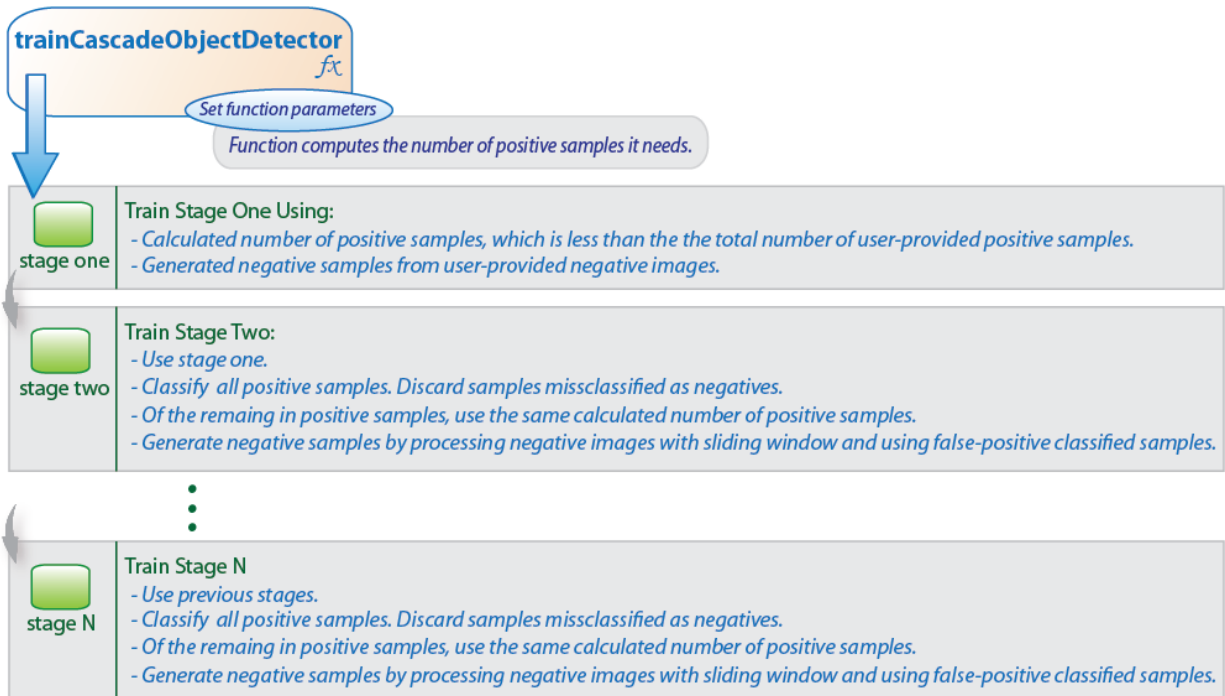 trainCascadeObjectDetector
fx
Set function parameters
Function computes the number of positive samples it needs.
stage one
Train Stage One Using:
- Calculated number of positive samples, which is less than the the total number of user-provided positive samples.
- Generated negative samples from user-provided negative images.
stage two
Train Stage Two:
- Use stage one.
- Classify all positive samples. Discard samples missclassified as negatives.
- Of the remaing in positive samples, use the same calculated number of positive samples.
- Generate negative samples by processing negative images with sliding window and using false-positive classified samples.
stage N
Train Stage N
- Use previous stages.
- Classify all positive samples. Discard samples missclassified as negatives.
- Of the remaing in positive samples, use the same calculated number of positive samples.
- Generate negative samples by processing negative images with sliding window and using false-positive classified samples.